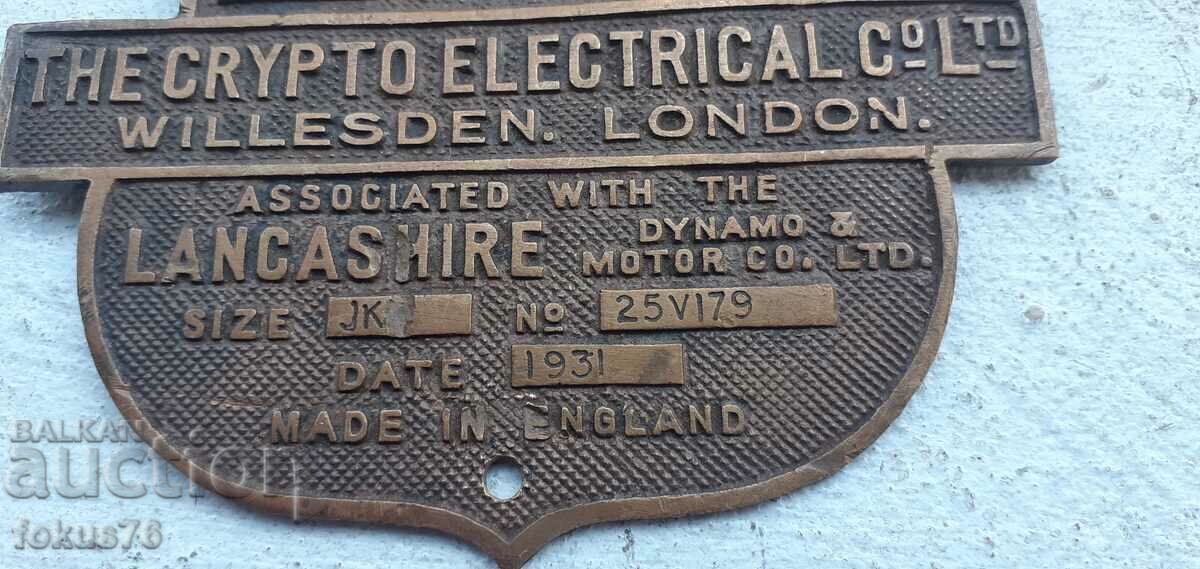 THE CRYPTO ELECTRICAL Co LTD
WILLESDEN. LONDON.
ASSOCIATED WITH THE
LANCASHIRE DYNAMO &
MOTOR CO. LTD.
SIZE JK No 25V179
DATE 1931
MADE IN ENGLAND
BALKAN
auction
fokus76